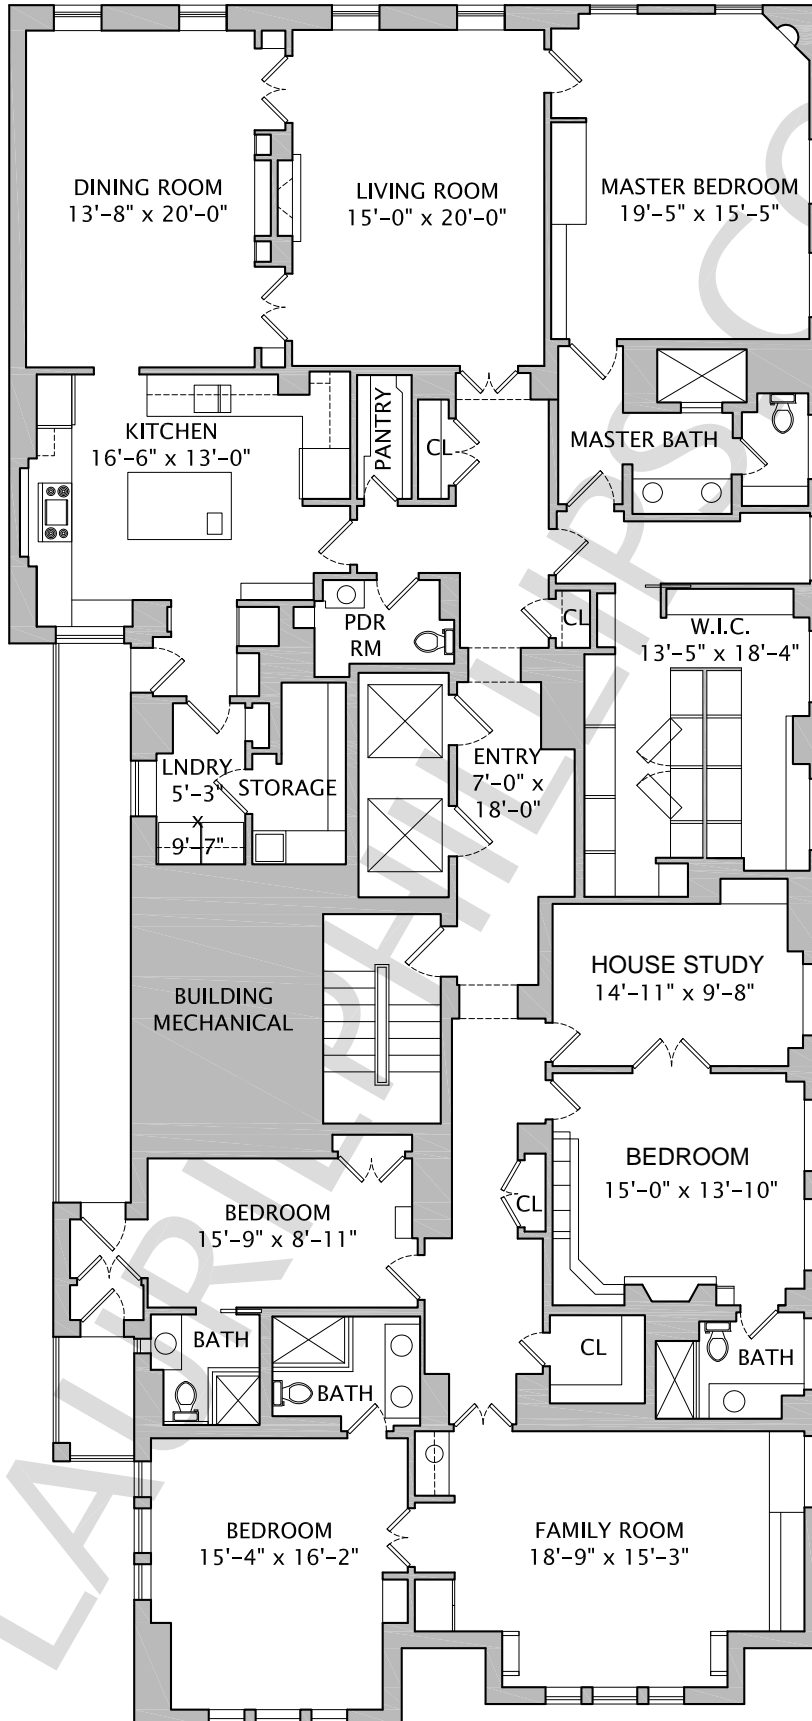 DINING ROOM
13'-8" x 20'-0"
LIVING ROOM
15'-0" x 20'-0"
MASTER BEDROOM
19'-5" x 15'-5"
KITCHEN
16'-6" x 13'-0"
PANTRY
CL
MASTER BATH
PDR
RM
CL
W.I.C.
13'-5" x 18'-4"
LNDRY
5'-3"
x
9'-7"
STORAGE
ENTRY
7'-0" x
18'-0"
HOUSE STUDY
14'-11" x 9'-8"
BUILDING
MECHANICAL
BEDROOM
15'-0" x 13'-10"
BEDROOM
15'-9" x 8'-11"
CL
BATH
BATH
CL
BATH
BEDROOM
15'-4" x 16'-2"
FAMILY ROOM
18'-9" x 15'-3"
LAURILPHILLIPS.CO